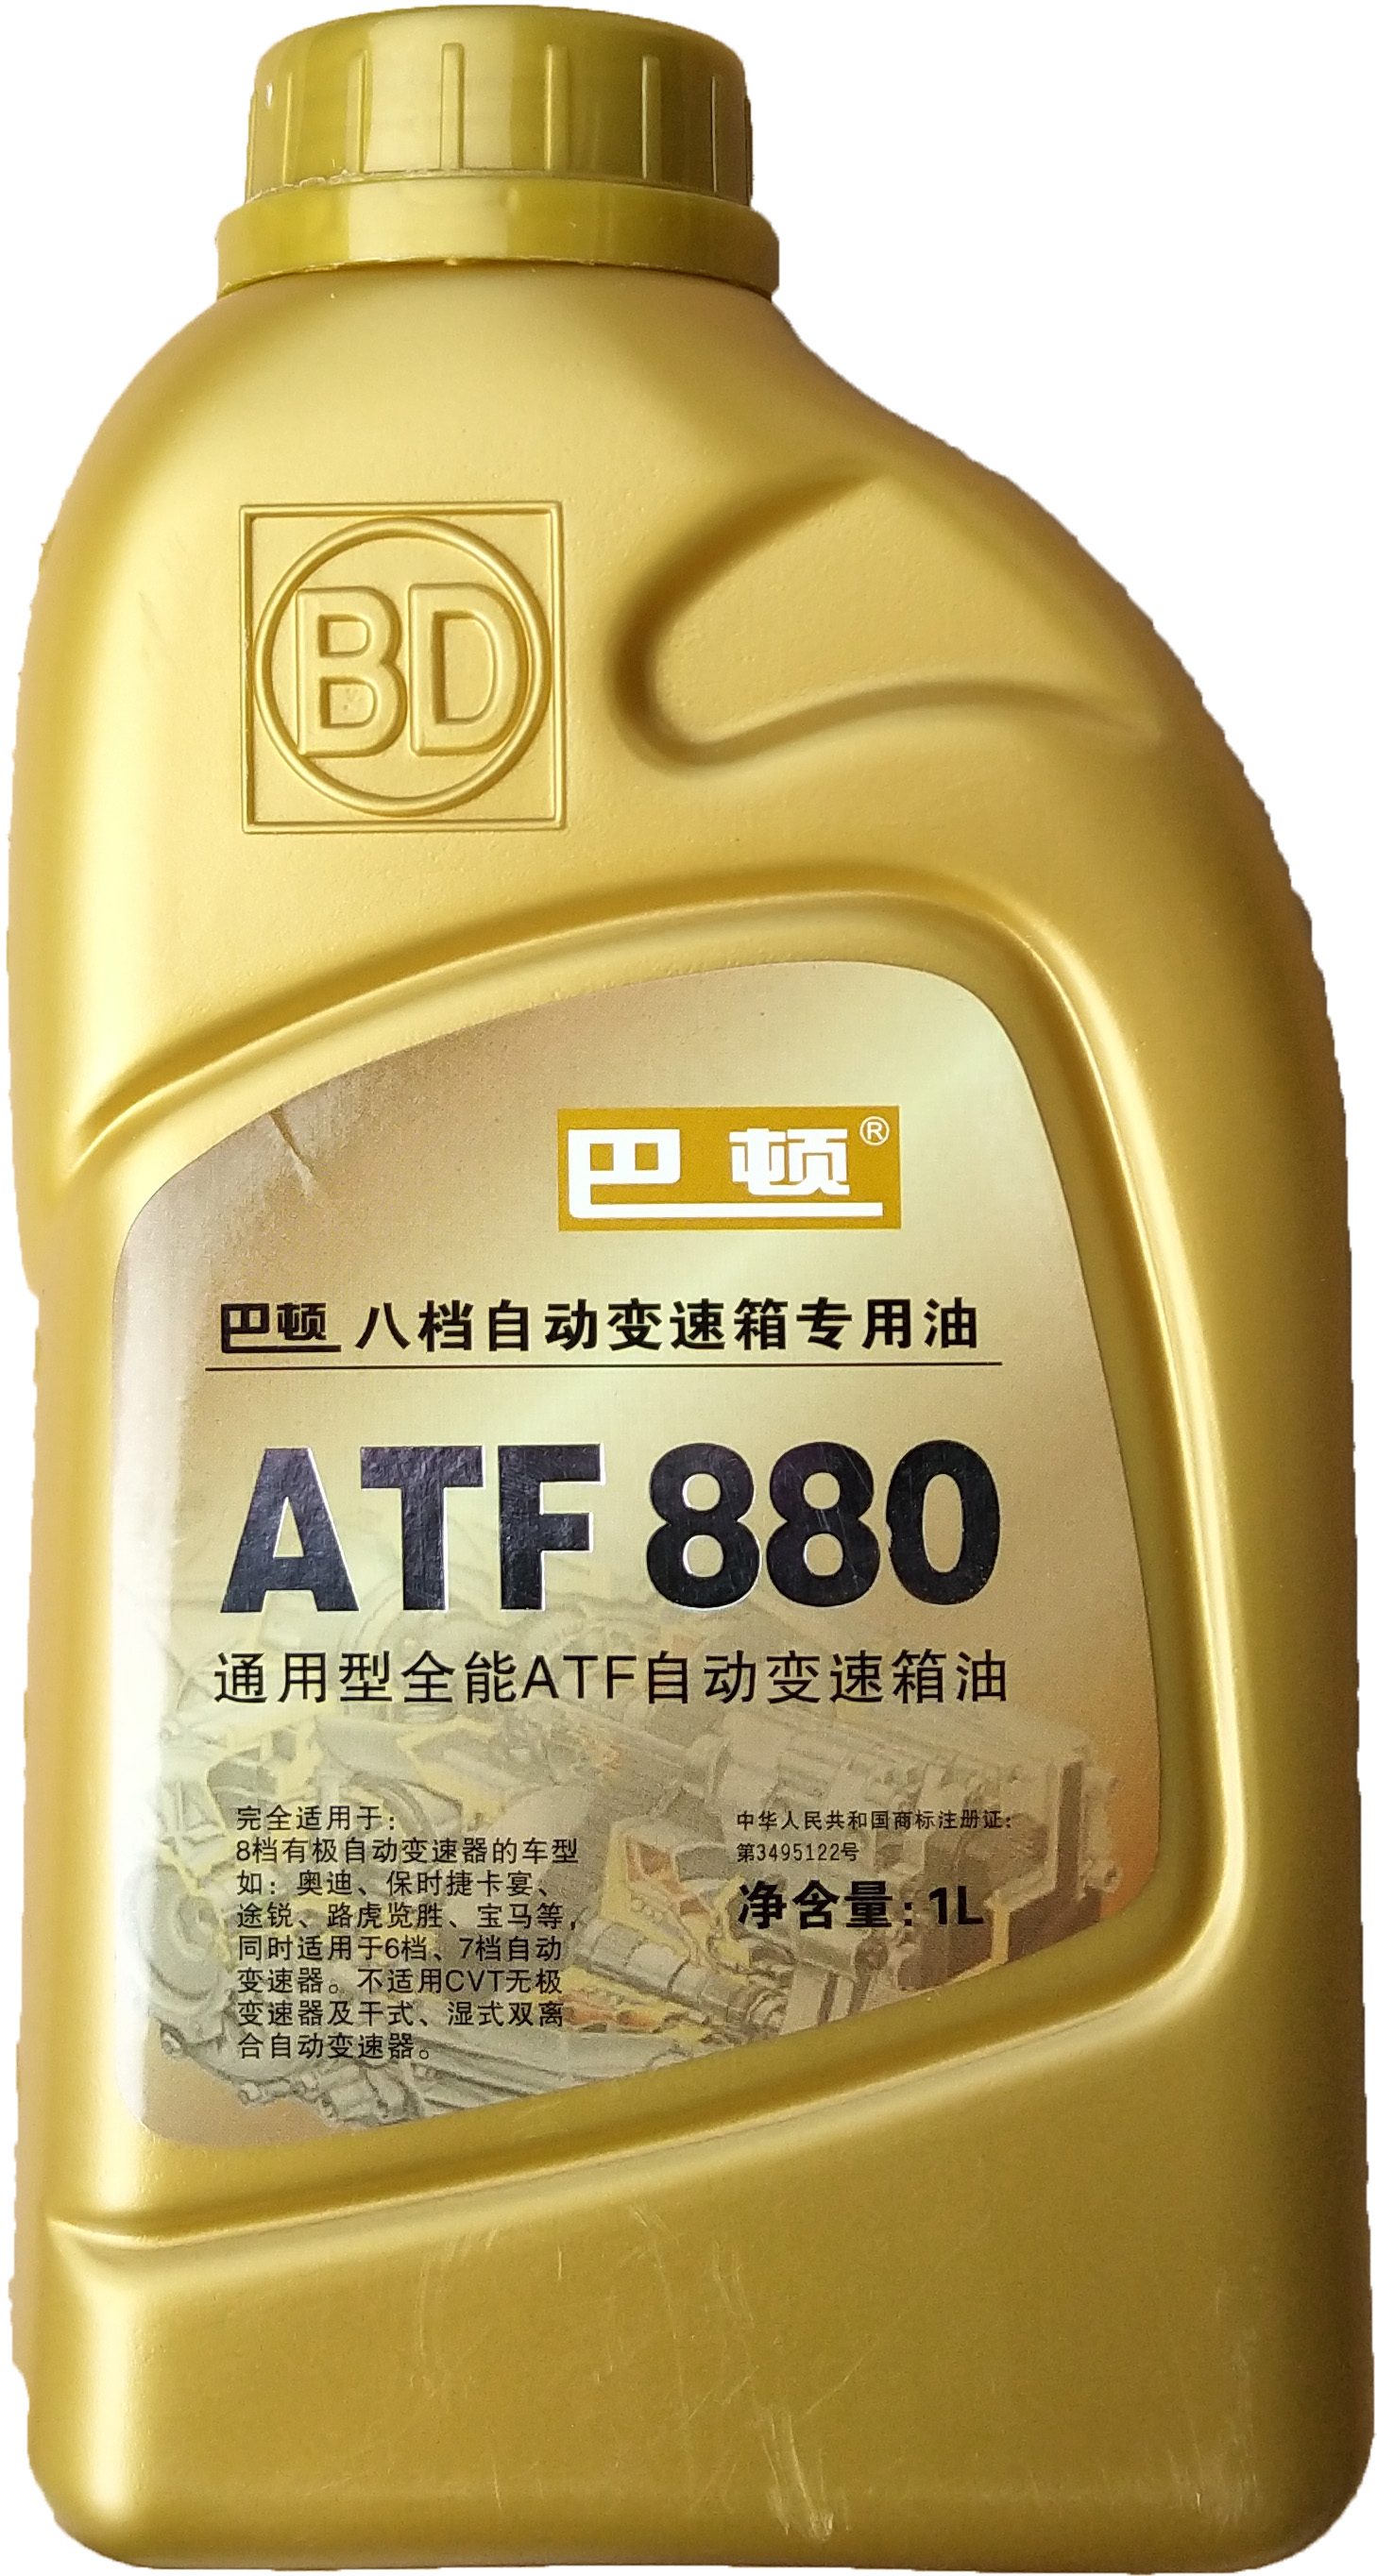 BD
巴顿®
巴顿 八档自动变速箱专用油
ATF 880
通用型全能ATF自动变速箱油
完全适用于：
8档有极自动变速器的车型
如：奥迪、保时捷卡宴、
途锐、路虎览胜、宝马等，
同时适用于6档、7档自动
变速器。不适用CVT无极
变速器及干式、湿式双离
合自动变速器。
中华人民共和国商标注册证：
第3495122号
净含量：1L